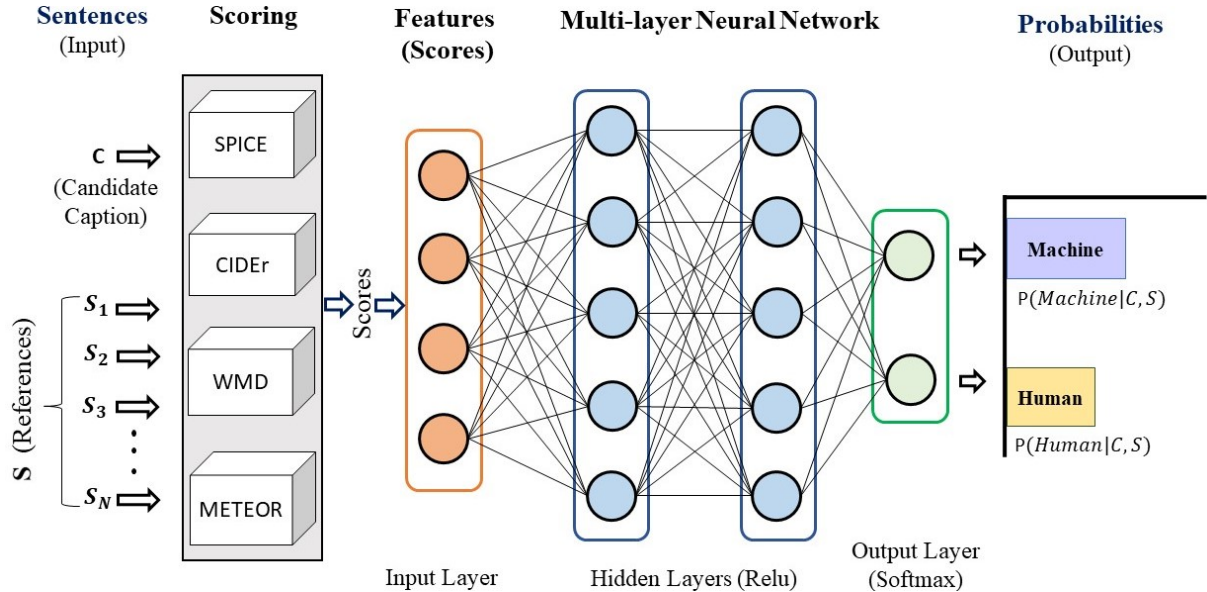 Sentences
(Input)
Scoring
Features
(Scores)
Multi-layer Neural Network
Probabilities
(Output)
C
(Candidate
Caption)
S (References)
S₁
S₂
S₃
S_N
SPICE
CIDEr
WMD
METEOR
Scores
Machine
P(Machine|C, S)
Human
P(Human|C, S)
Input Layer
Hidden Layers (Relu)
Output Layer
(Softmax)